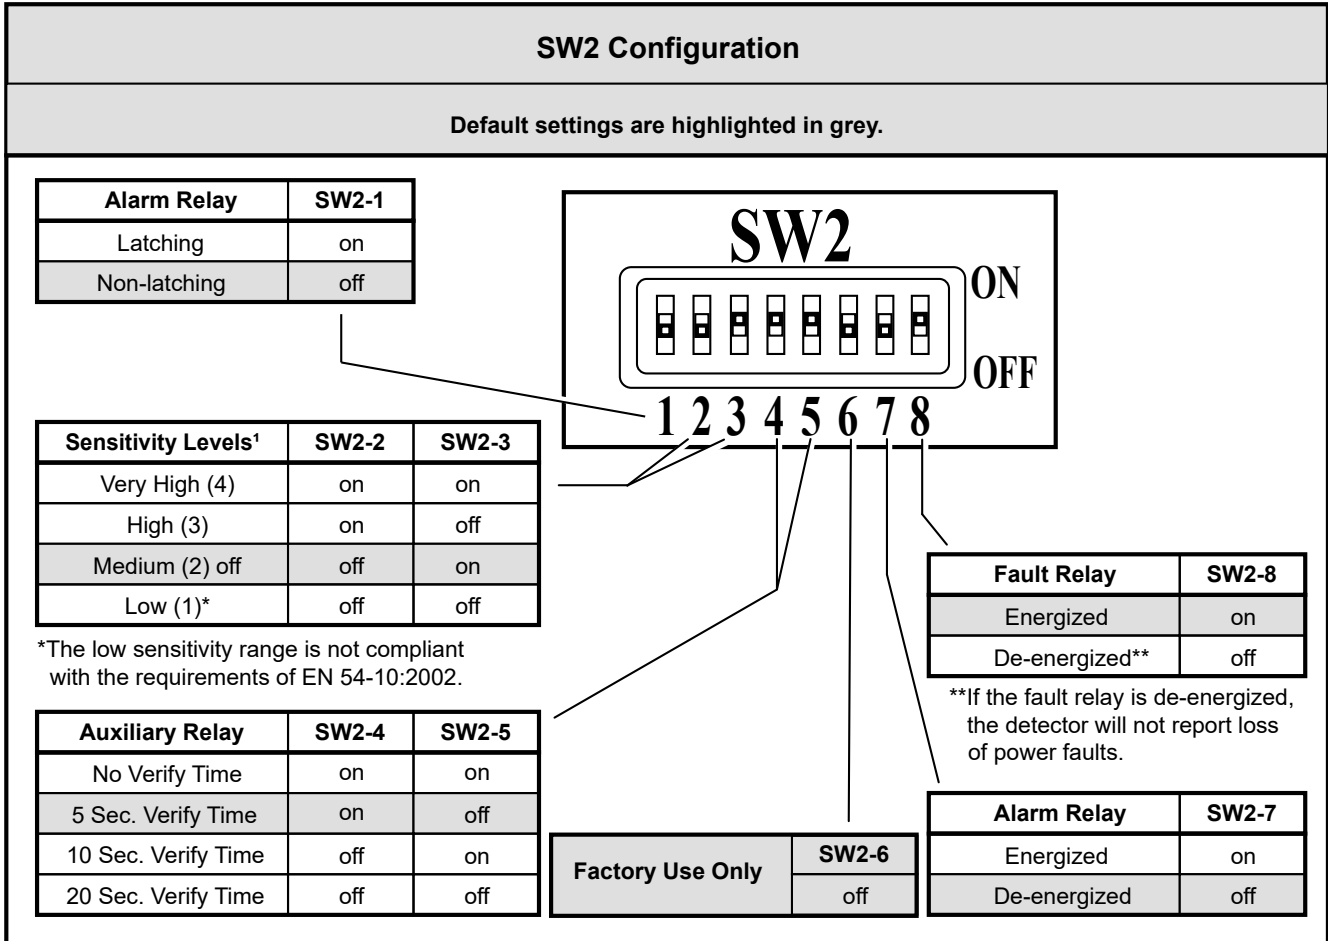 SW2 Configuration
Default settings are highlighted in grey.
Alarm Relay SW2-1
Latching on
Non-latching off
SW2
ON
OFF
1 2 3 4 5 6 7 8
Sensitivity Levels¹ SW2-2 SW2-3
Very High (4) on on
High (3) on off
Medium (2) off off on
Low (1)* off off
*The low sensitivity range is not compliant
with the requirements of EN 54-10:2002.
Fault Relay SW2-8
Energized on
De-energized** off
**If the fault relay is de-energized,
the detector will not report loss
of power faults.
Auxiliary Relay SW2-4 SW2-5
No Verify Time on on
5 Sec. Verify Time on off
10 Sec. Verify Time off on
20 Sec. Verify Time off off
Factory Use Only SW2-6
off
Alarm Relay SW2-7
Energized on
De-energized off